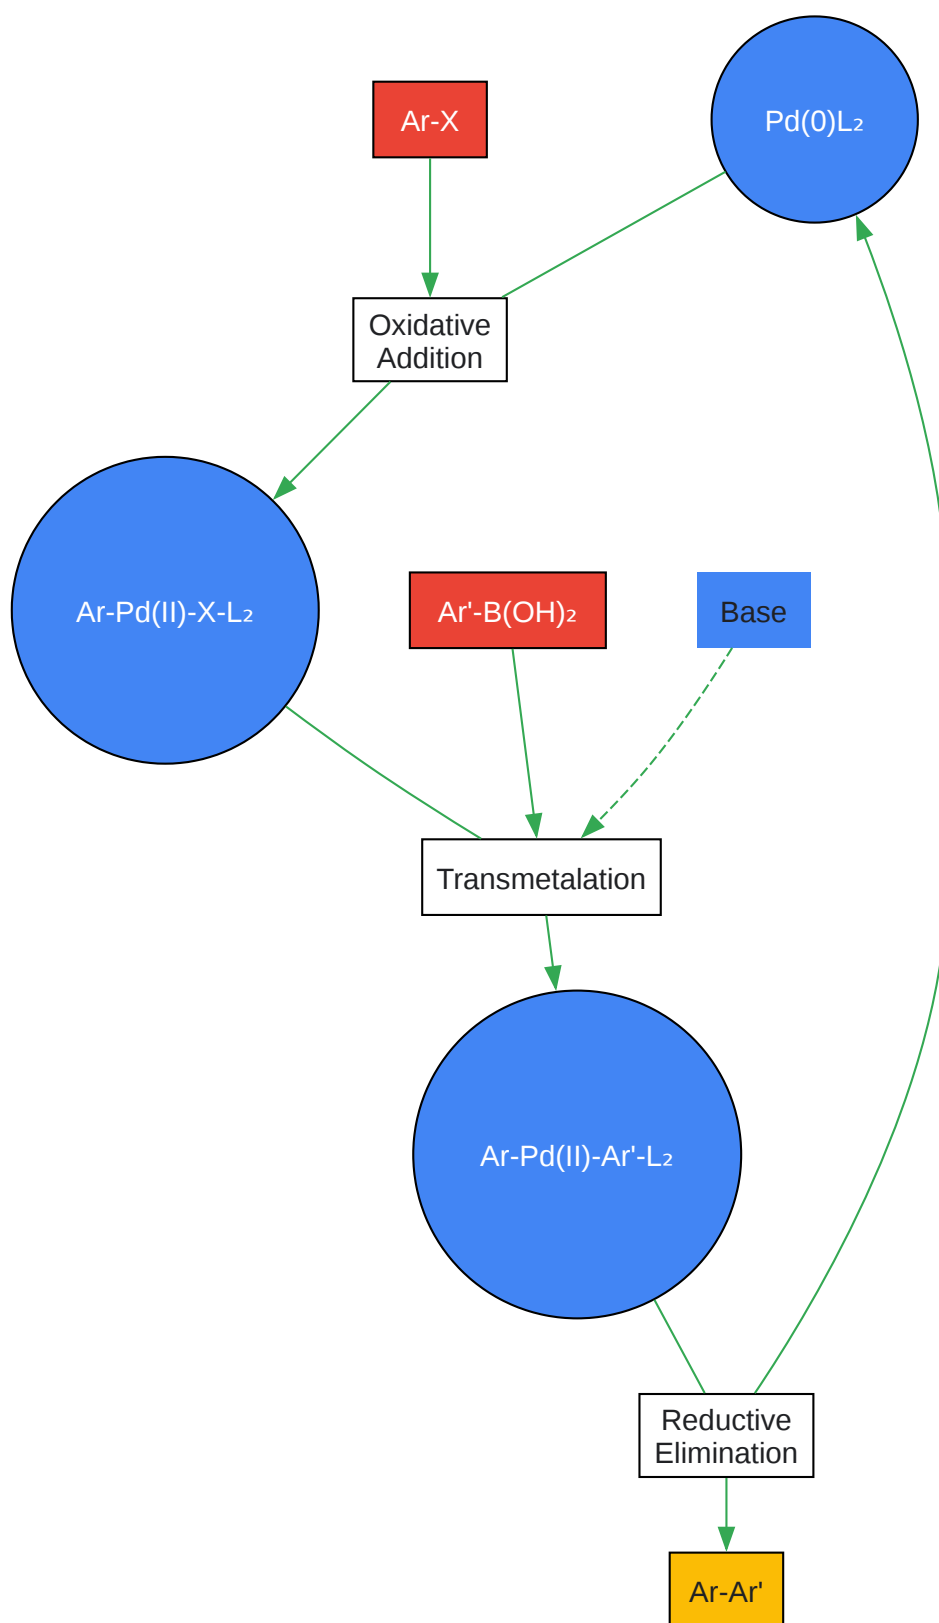 Ar-X
Pd(0)L₂
Oxidative
Addition
Ar-Pd(II)-X-L₂
Ar'-B(OH)₂
Base
Transmetalation
Ar-Pd(II)-Ar'-L₂
Reductive
Elimination
Ar-Ar'